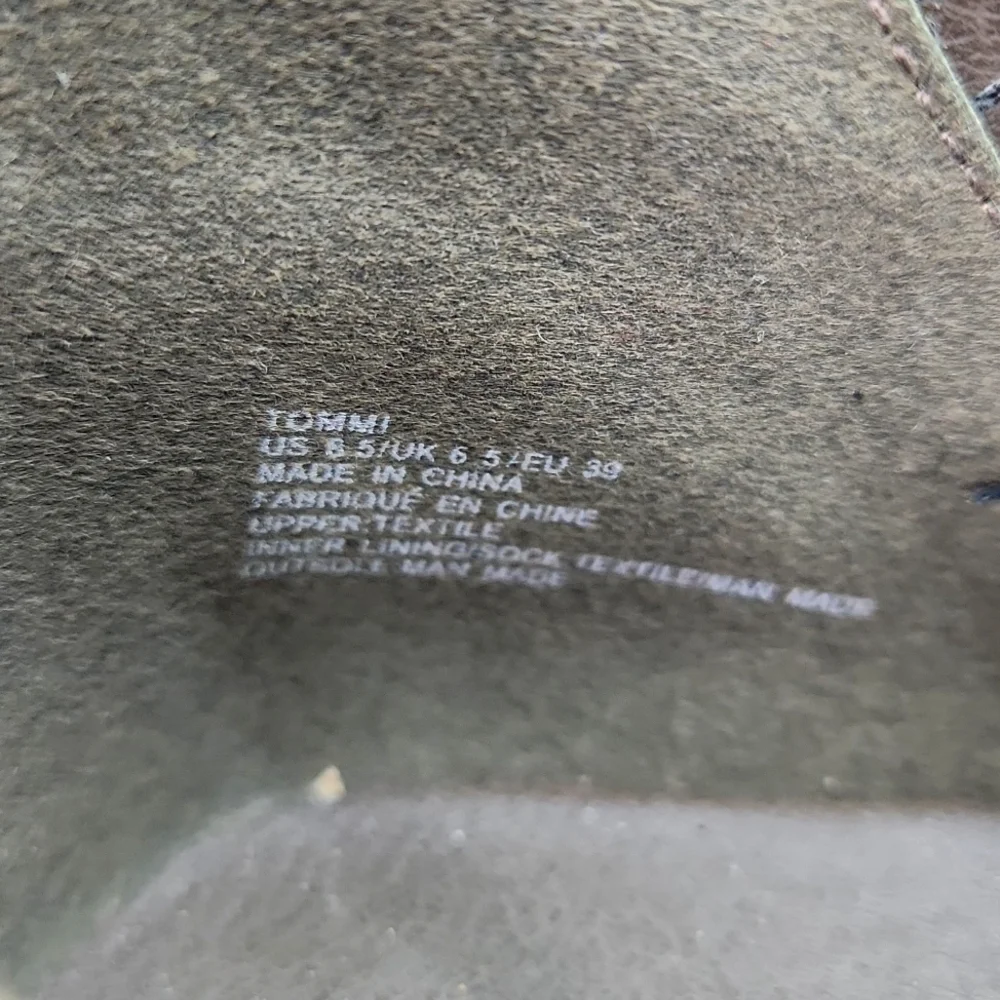 TOMMI
US 8.5/UK 6.5/EU 39
MADE IN CHINA
FABRIQUÉ EN CHINE
UPPER:TEXTILE
INNER LINING/SOCK TEXTILE/MAN MADE
OUTSOLE MAN MADE